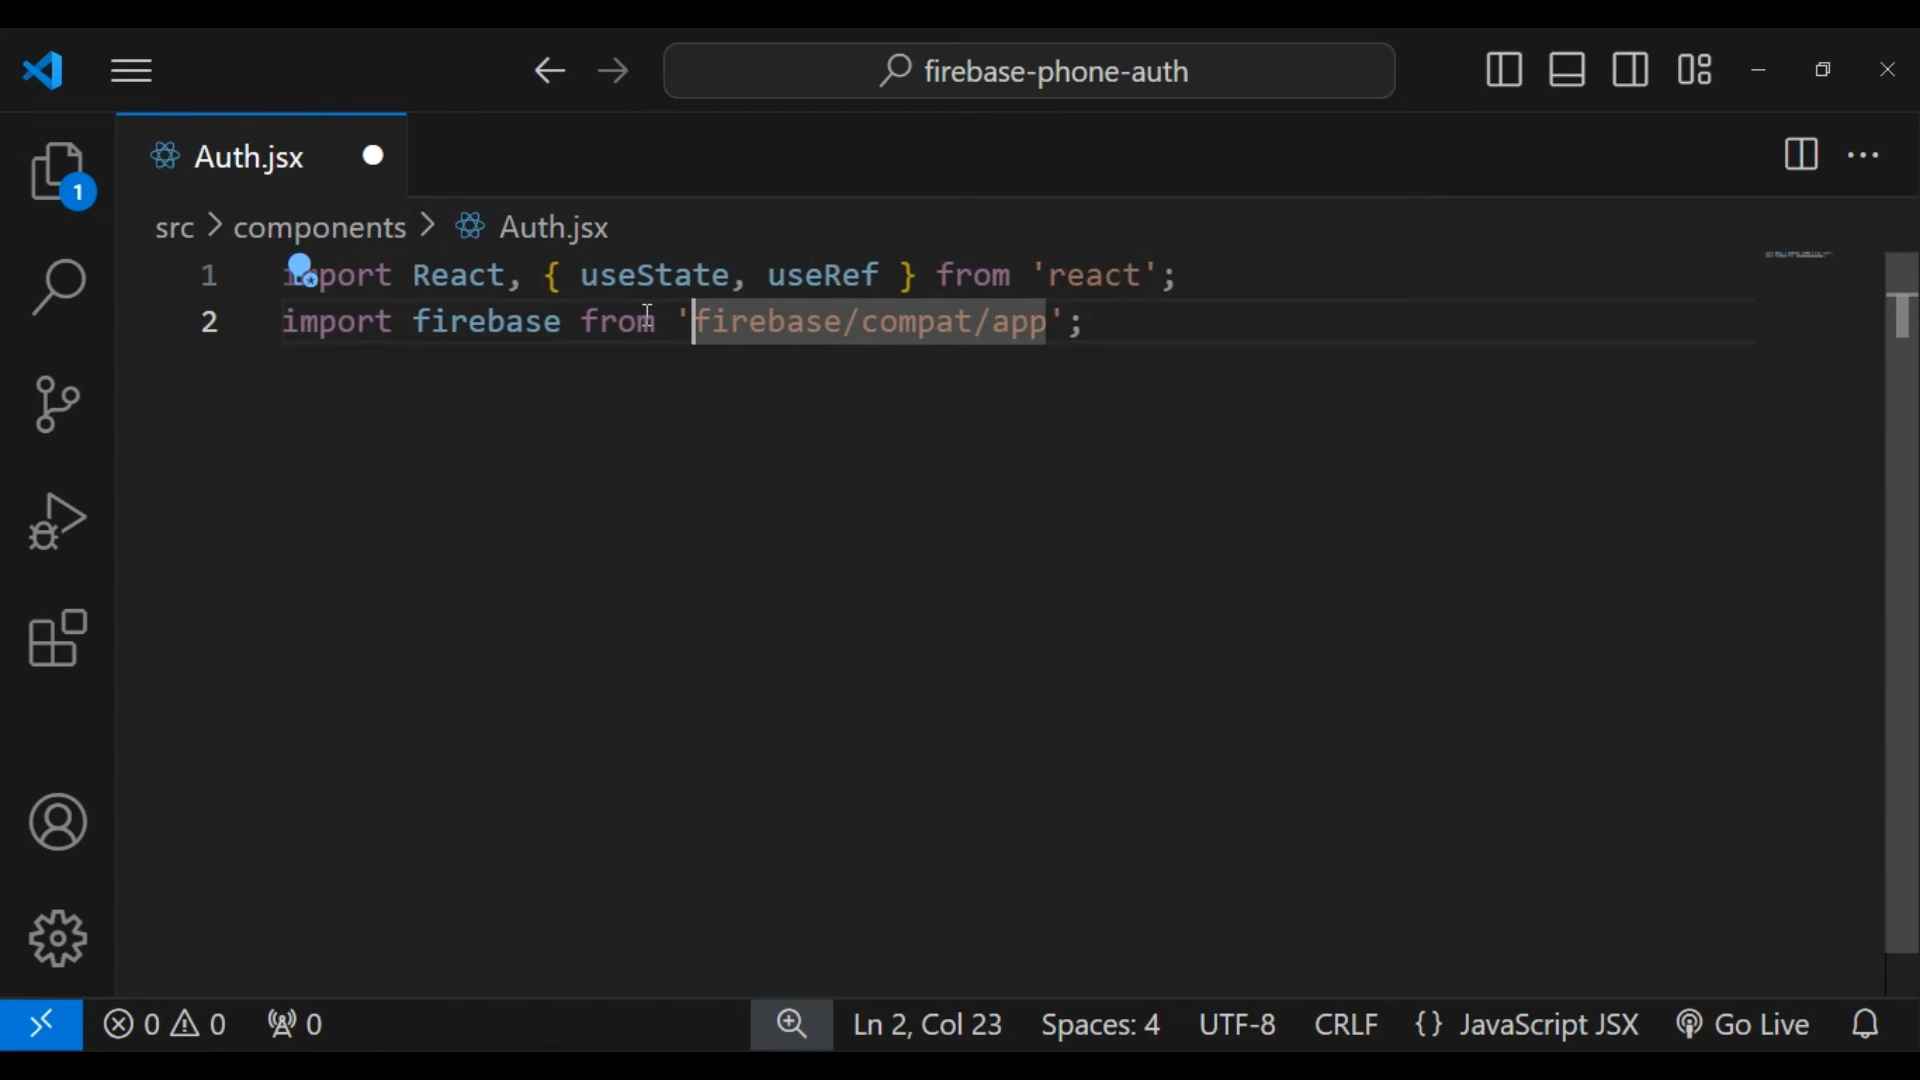 firebase-phone-auth
1
Auth.jsx
src > components > Auth.jsx
1 import React, { useState, useRef } from 'react';
2 import firebase from 'firebase/compat/app';
0 0 0 Ln 2, Col 23 Spaces: 4 UTF-8 CRLF {} JavaScript JSX Go Live